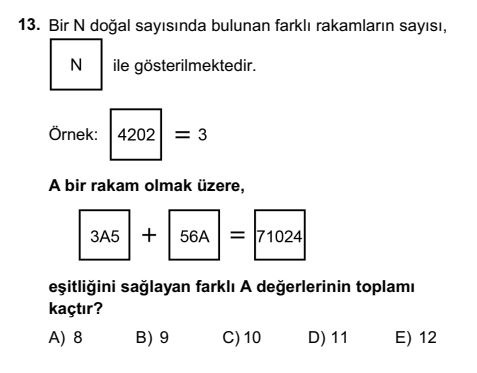 13. Bir N doğal sayısında bulunan farklı rakamların sayısı,
N ile gösterilmektedir.
Örnek: 4202 = 3
A bir rakam olmak üzere,
3A5 + 56A = 71024
eşitliğini sağlayan farklı A değerlerinin toplamı
kaçtır?
A) 8 B) 9 C) 10 D) 11 E) 12